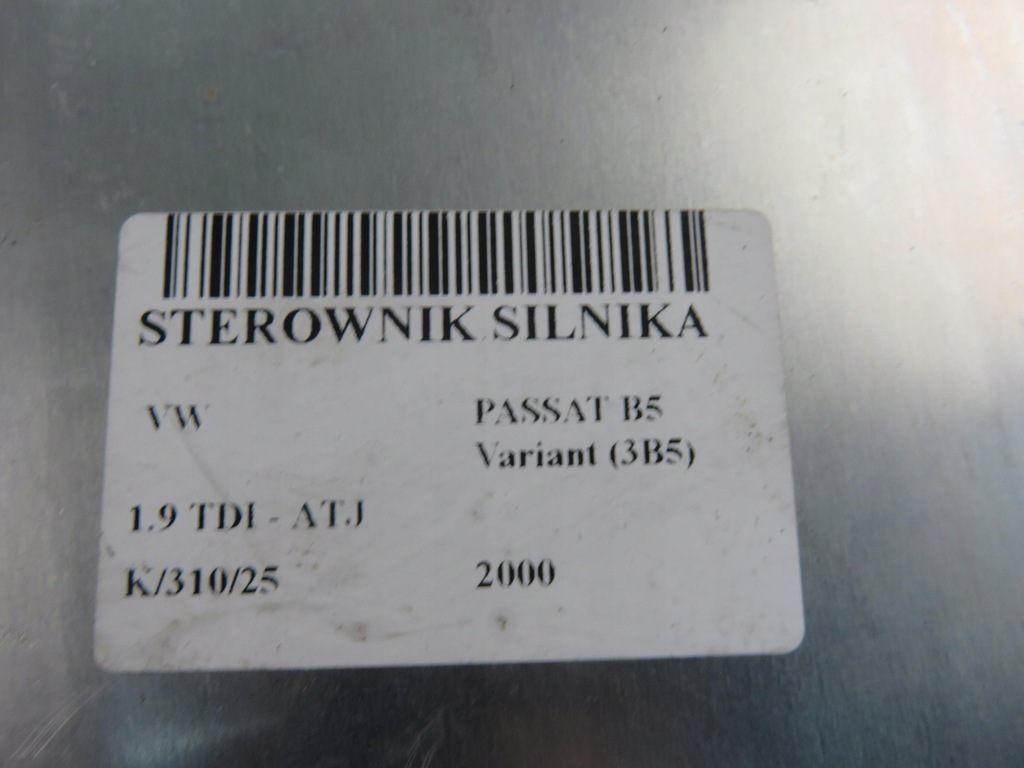 STEROWNIK SILNIKA
VW PASSAT B5
Variant (3B5)
1.9 TDI - ATJ
K/310/25 2000